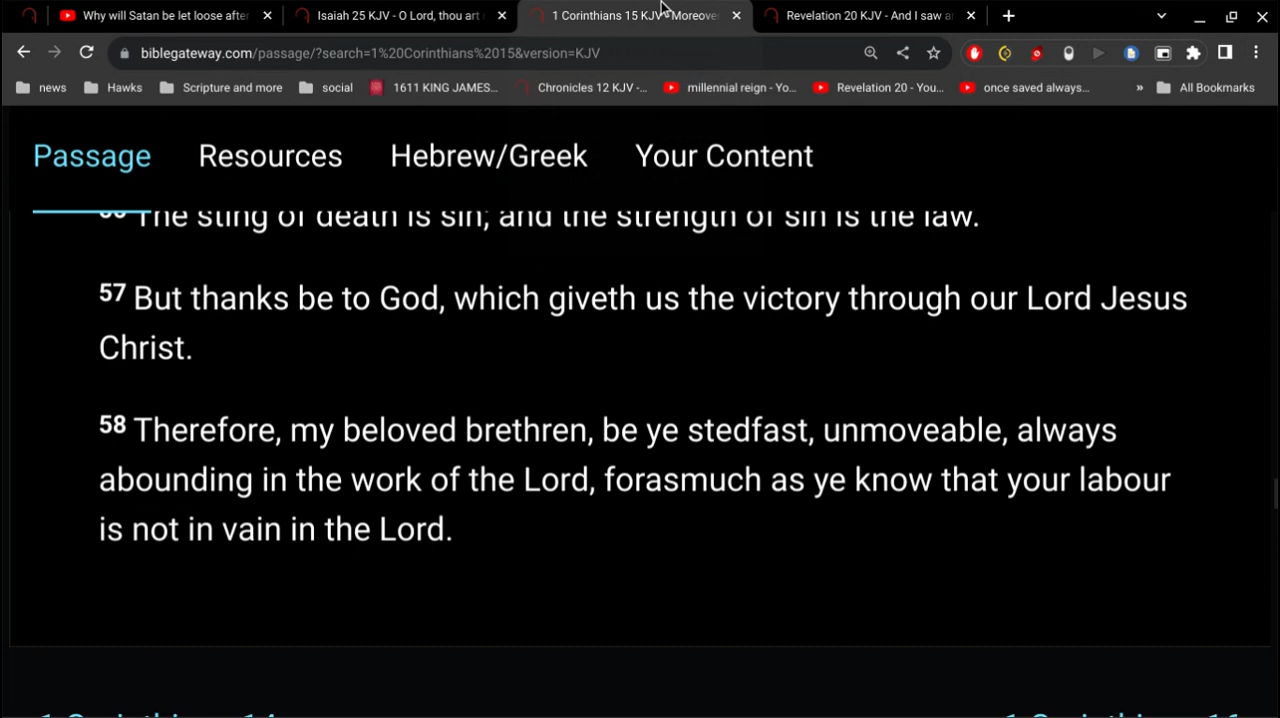 Why will Satan be let loose after
Isaiah 25 KJV - O Lord, thou art
1 Corinthians 15 KJV - Moreover
Revelation 20 KJV - And I saw a
biblegateway.com/passage/?search=1%20Corinthians%2015&version=KJV
news Hawks Scripture and more social 1611 KING JAMES... Chronicles 12 KJV -... millennial reign - Yo... Revelation 20 - You... once saved always... » All Bookmarks
Passage Resources Hebrew/Greek Your Content
The sting of death is sin; and the strength of sin is the law.
57 But thanks be to God, which giveth us the victory through our Lord Jesus
Christ.
58 Therefore, my beloved brethren, be ye stedfast, unmoveable, always
abounding in the work of the Lord, forasmuch as ye know that your labour
is not in vain in the Lord.